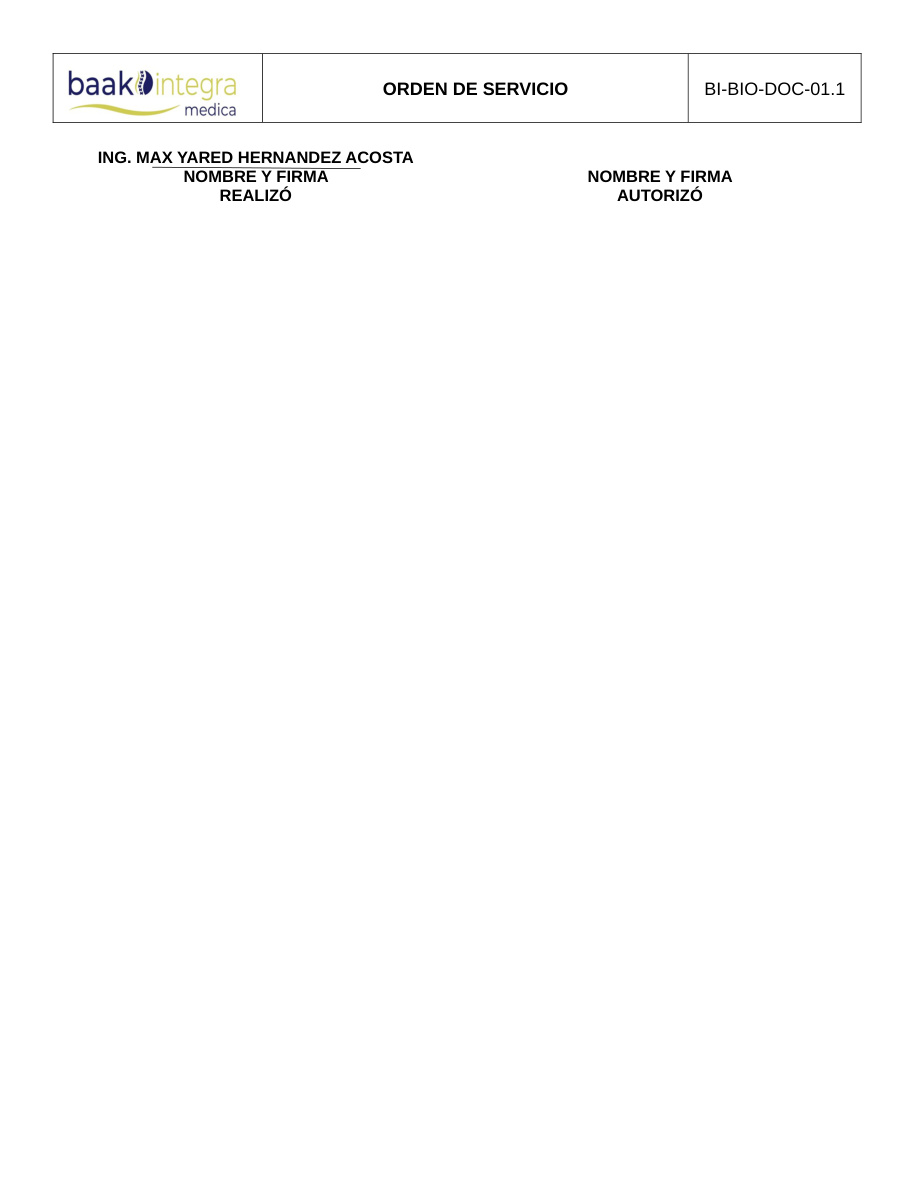 baak integra
medica
ORDEN DE SERVICIO
BI-BIO-DOC-01.1
ING. MAX YARED HERNANDEZ ACOSTA
NOMBRE Y FIRMA
REALIZÓ
NOMBRE Y FIRMA
AUTORIZÓ